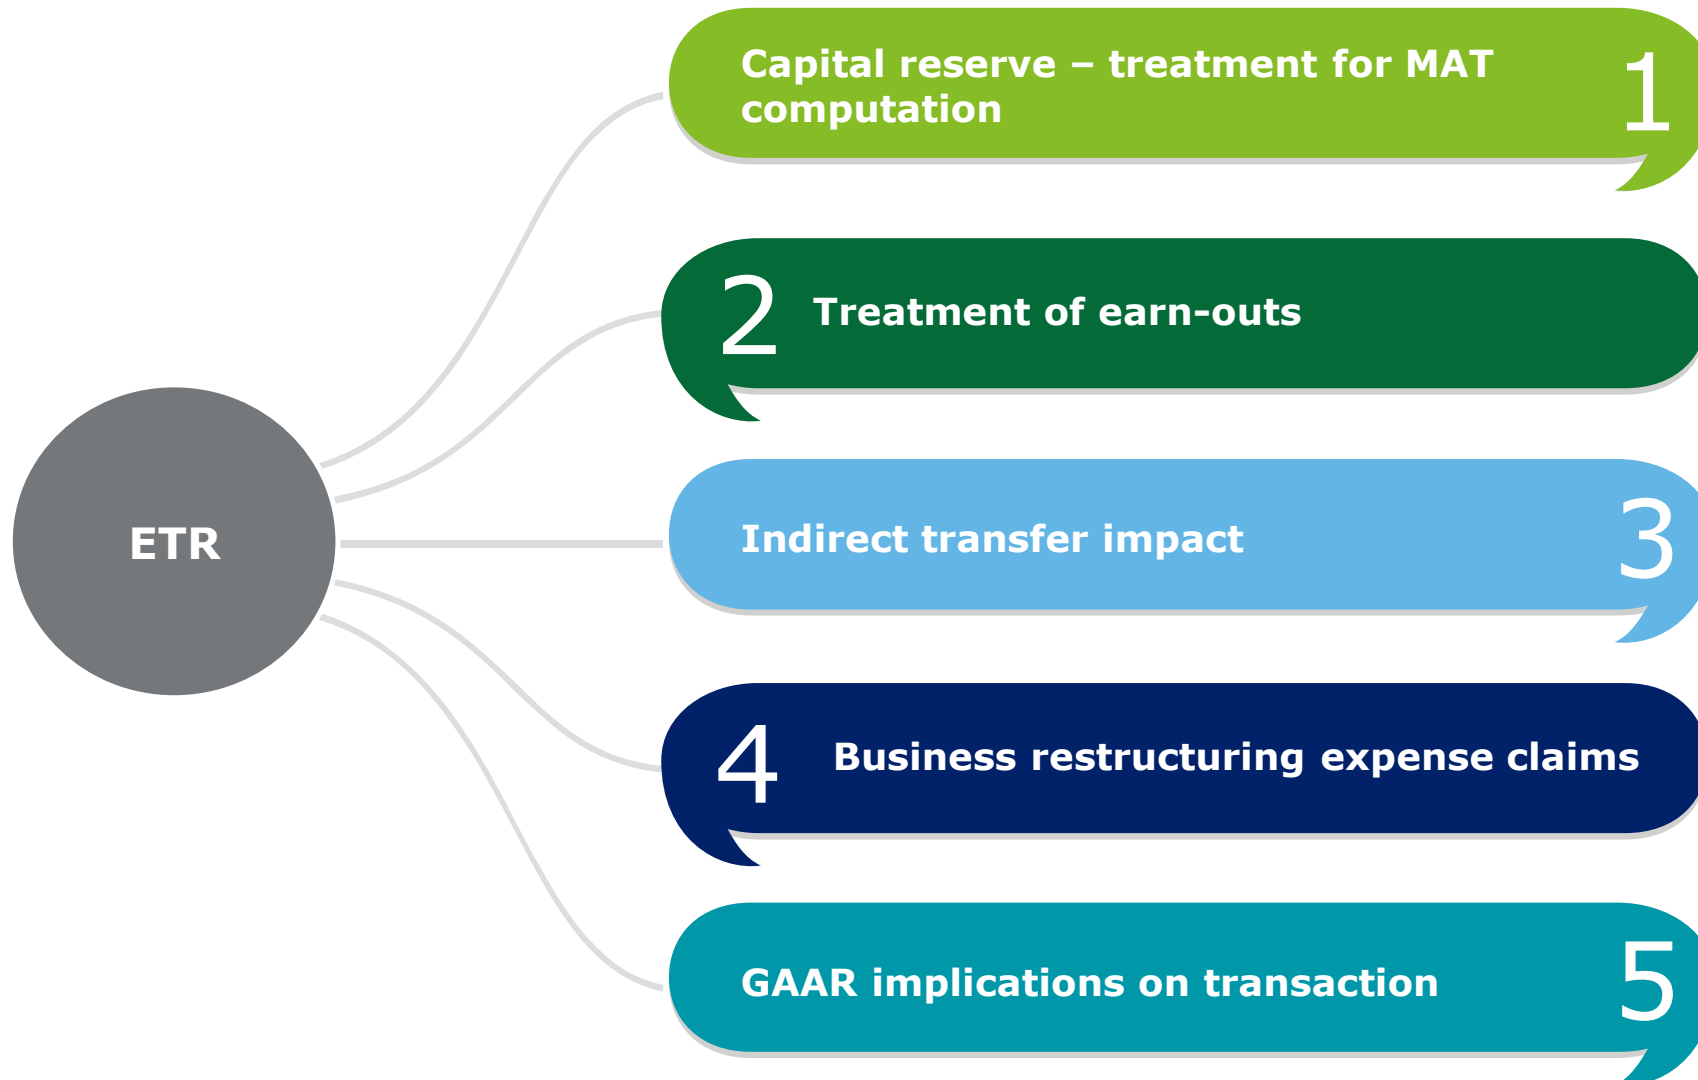 Capital reserve – treatment for MAT
computation
1
2
Treatment of earn-outs
ETR
Indirect transfer impact
3
4
Business restructuring expense claims
GAAR implications on transaction
5